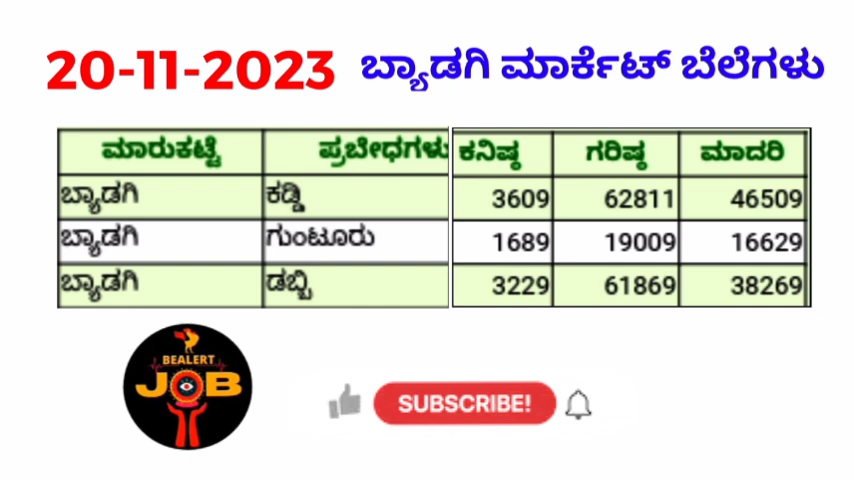 20-11-2023 ಬ್ಯಾಡಗಿ ಮಾರ್ಕೆಟ್ ಬೆಲೆಗಳು
ಮಾರುಕಟ್ಟೆ ಪ್ರಬೇಧಗಳು ಕನಿಷ್ಠ ಗರಿಷ್ಠ ಮಾದರಿ
ಬ್ಯಾಡಗಿ ಕಡ್ಡಿ 3609 62811 46509
ಬ್ಯಾಡಗಿ ಗುಂಟೂರು 1689 19009 16629
ಬ್ಯಾಡಗಿ ಡಬ್ಬಿ 3229 61869 38269
BEALERT
JOB
SUBSCRIBE!